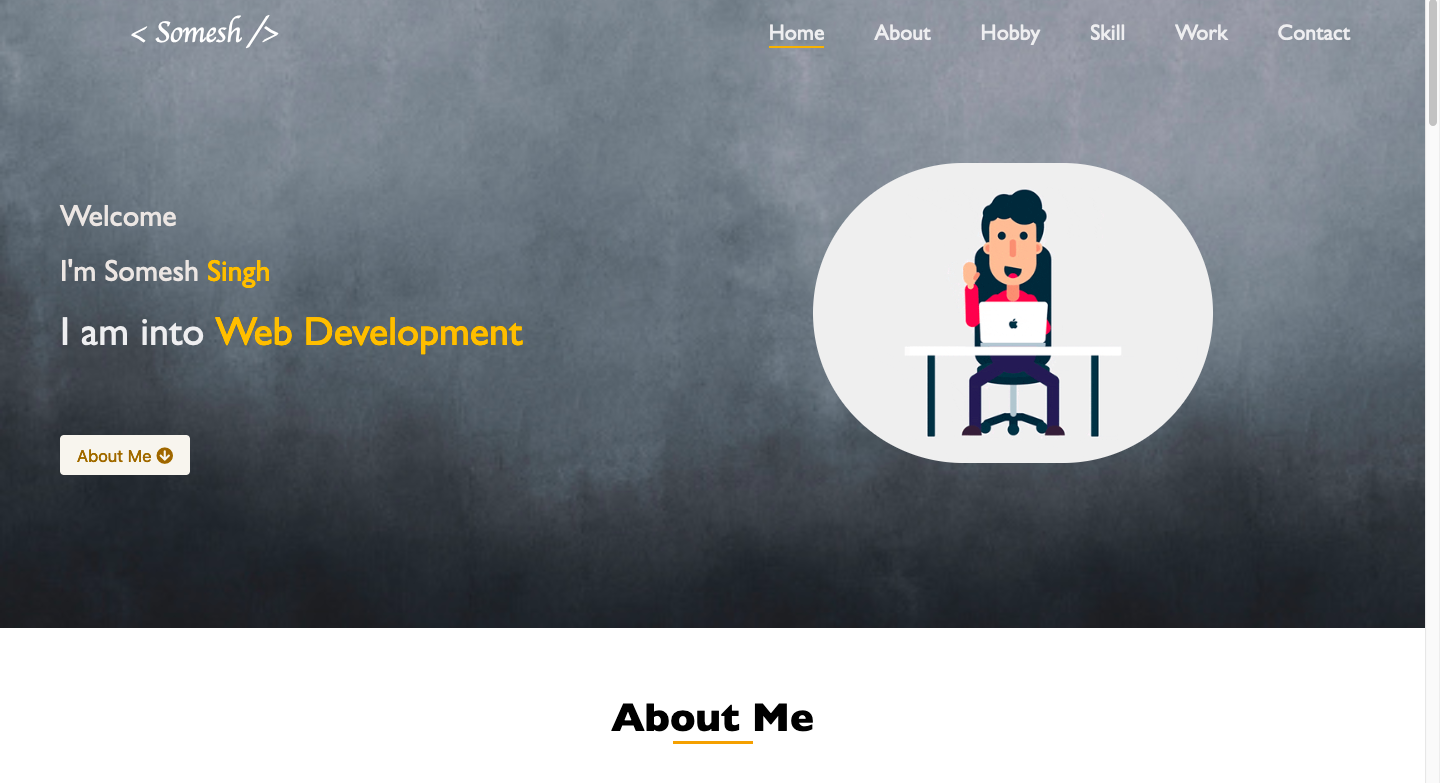 < Somesh />
Home About Hobby Skill Work Contact
Welcome
I'm Somesh Singh
I am into Web Development
About Me
About Me